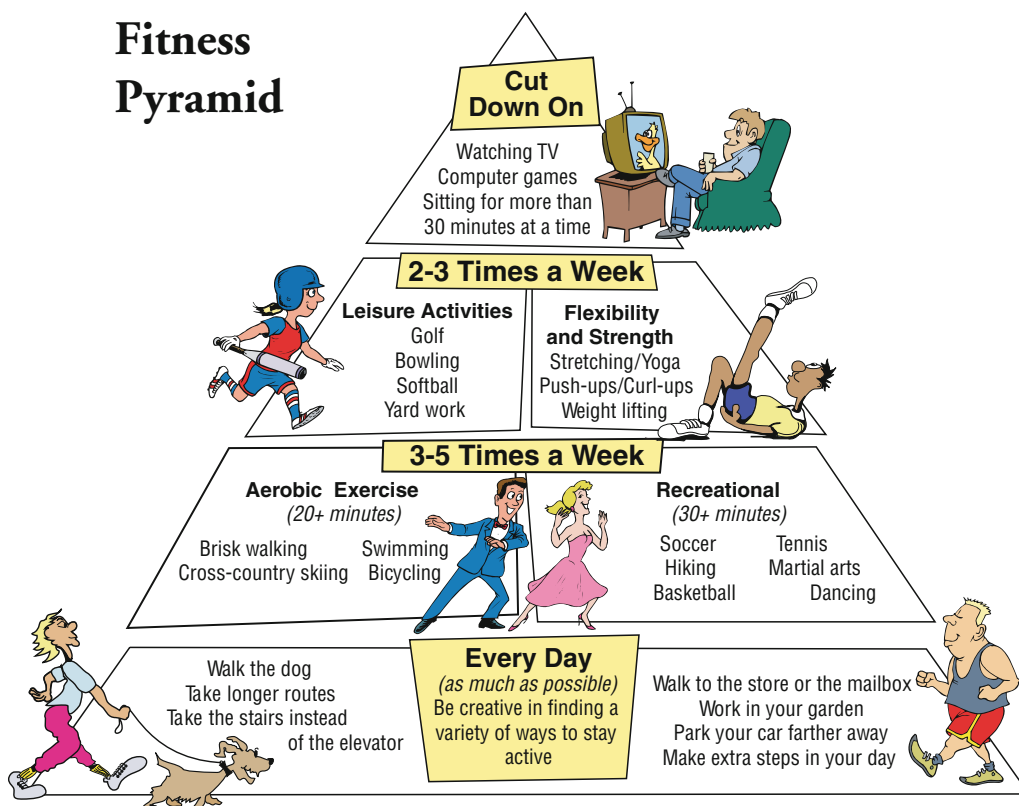 Fitness
Pyramid
Cut
Down On
Watching TV
Computer games
Sitting for more than
30 minutes at a time
2-3 Times a Week
Leisure Activities
Golf
Bowling
Softball
Yard work
Flexibility
and Strength
Stretching/Yoga
Push-ups/Curl-ups
Weight lifting
3-5 Times a Week
Aerobic Exercise
(20+ minutes)
Brisk walking
Cross-country skiing
Swimming
Bicycling
Recreational
(30+ minutes)
Soccer
Hiking
Basketball
Tennis
Martial arts
Dancing
Walk the dog
Take longer routes
Take the stairs instead
of the elevator
Every Day
(as much as possible)
Be creative in finding a
variety of ways to stay
active
Walk to the store or the mailbox
Work in your garden
Park your car farther away
Make extra steps in your day